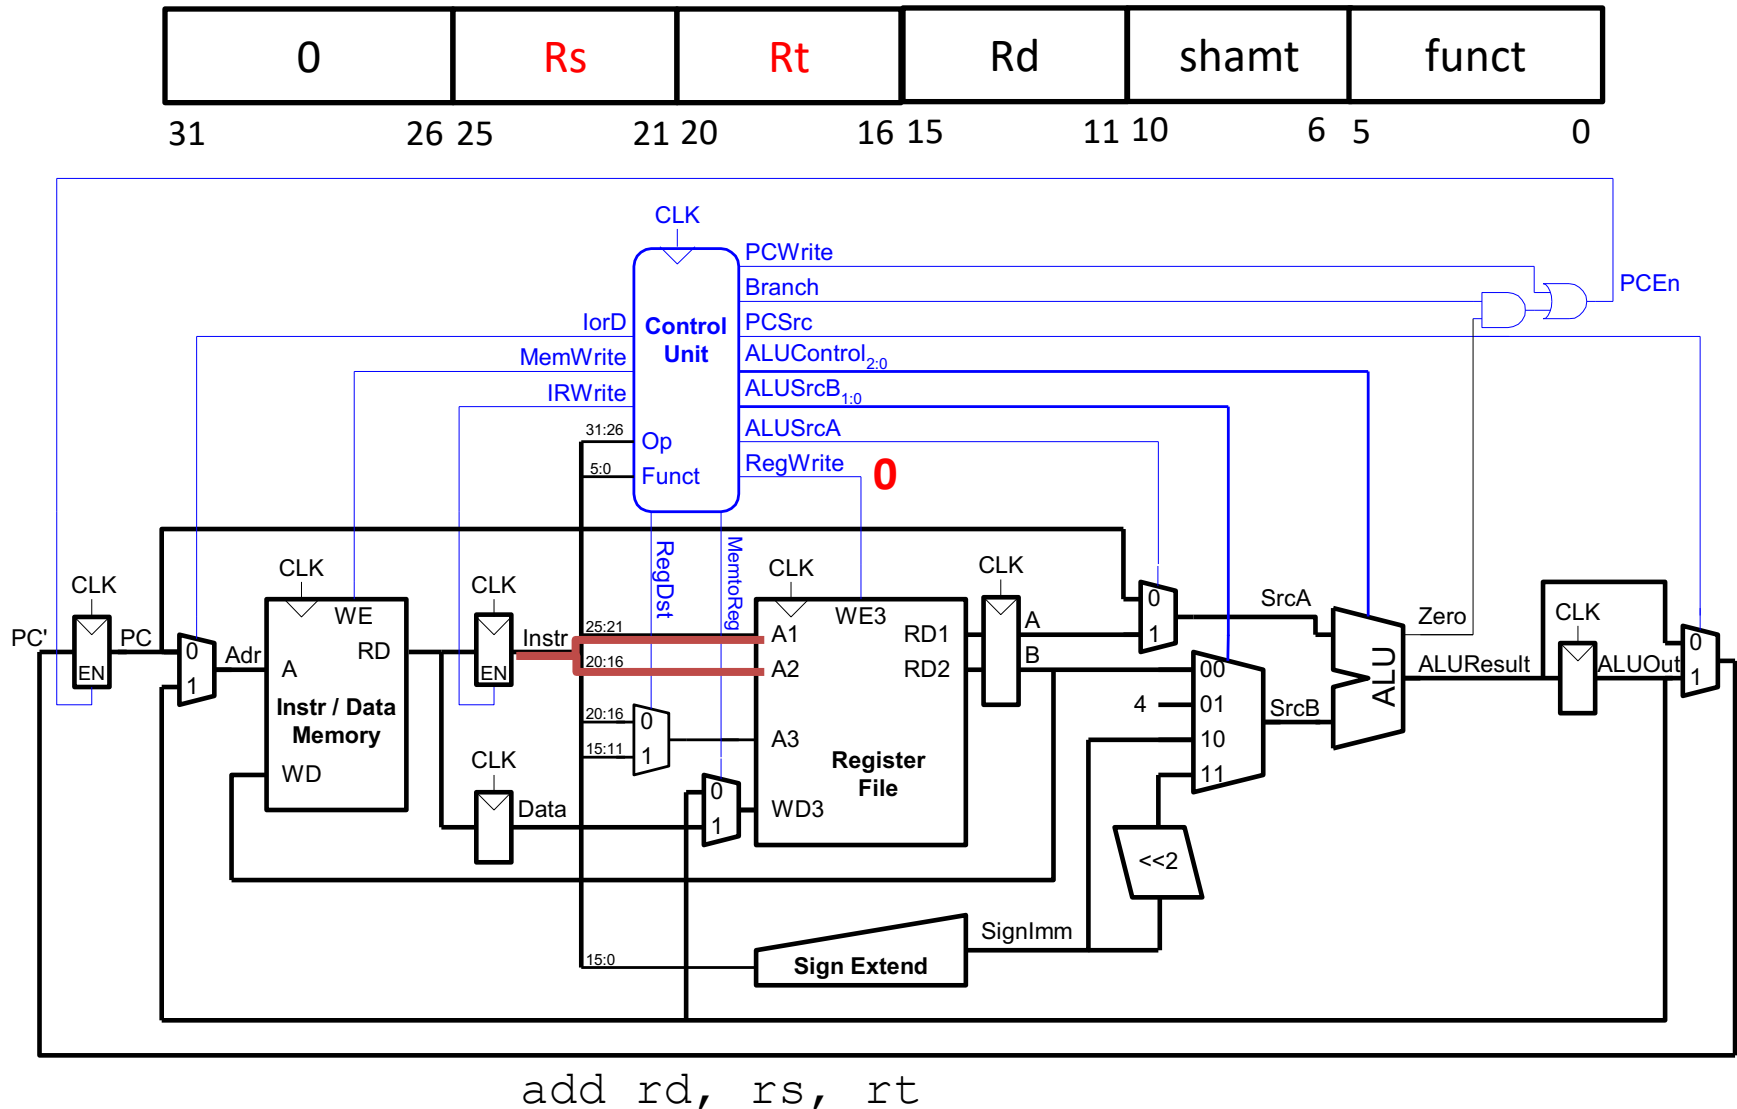 0 Rs Rt Rd shamt funct
31 26 25 21 20 16 15 11 10 6 5 0
CLK
PCWrite
Branch
PCEn
IorD
Control Unit
PCSrc
MemWrite
ALUControl2:0
IRWrite
ALUSrcB1:0
31:26
Op
ALUSrcA
5:0
Funct
RegWrite
0
RegDst
MemtoReg
CLK
CLK
CLK
CLK
CLK
CLK
PC'
PC
EN
0
1
Adr
WE
A
RD
Instr / Data Memory
WD
EN
Instr
25:21
20:16
20:16
15:11
0
1
CLK
Data
0
1
WE3
A1
A2
A3
WD3
RD1
RD2
Register File
A
B
0
1
SrcA
00
4
01
10
11
SrcB
<<2
ALU
Zero
ALUResult
ALUOut
0
1
15:0
Sign Extend
SignImm
add rd, rs, rt